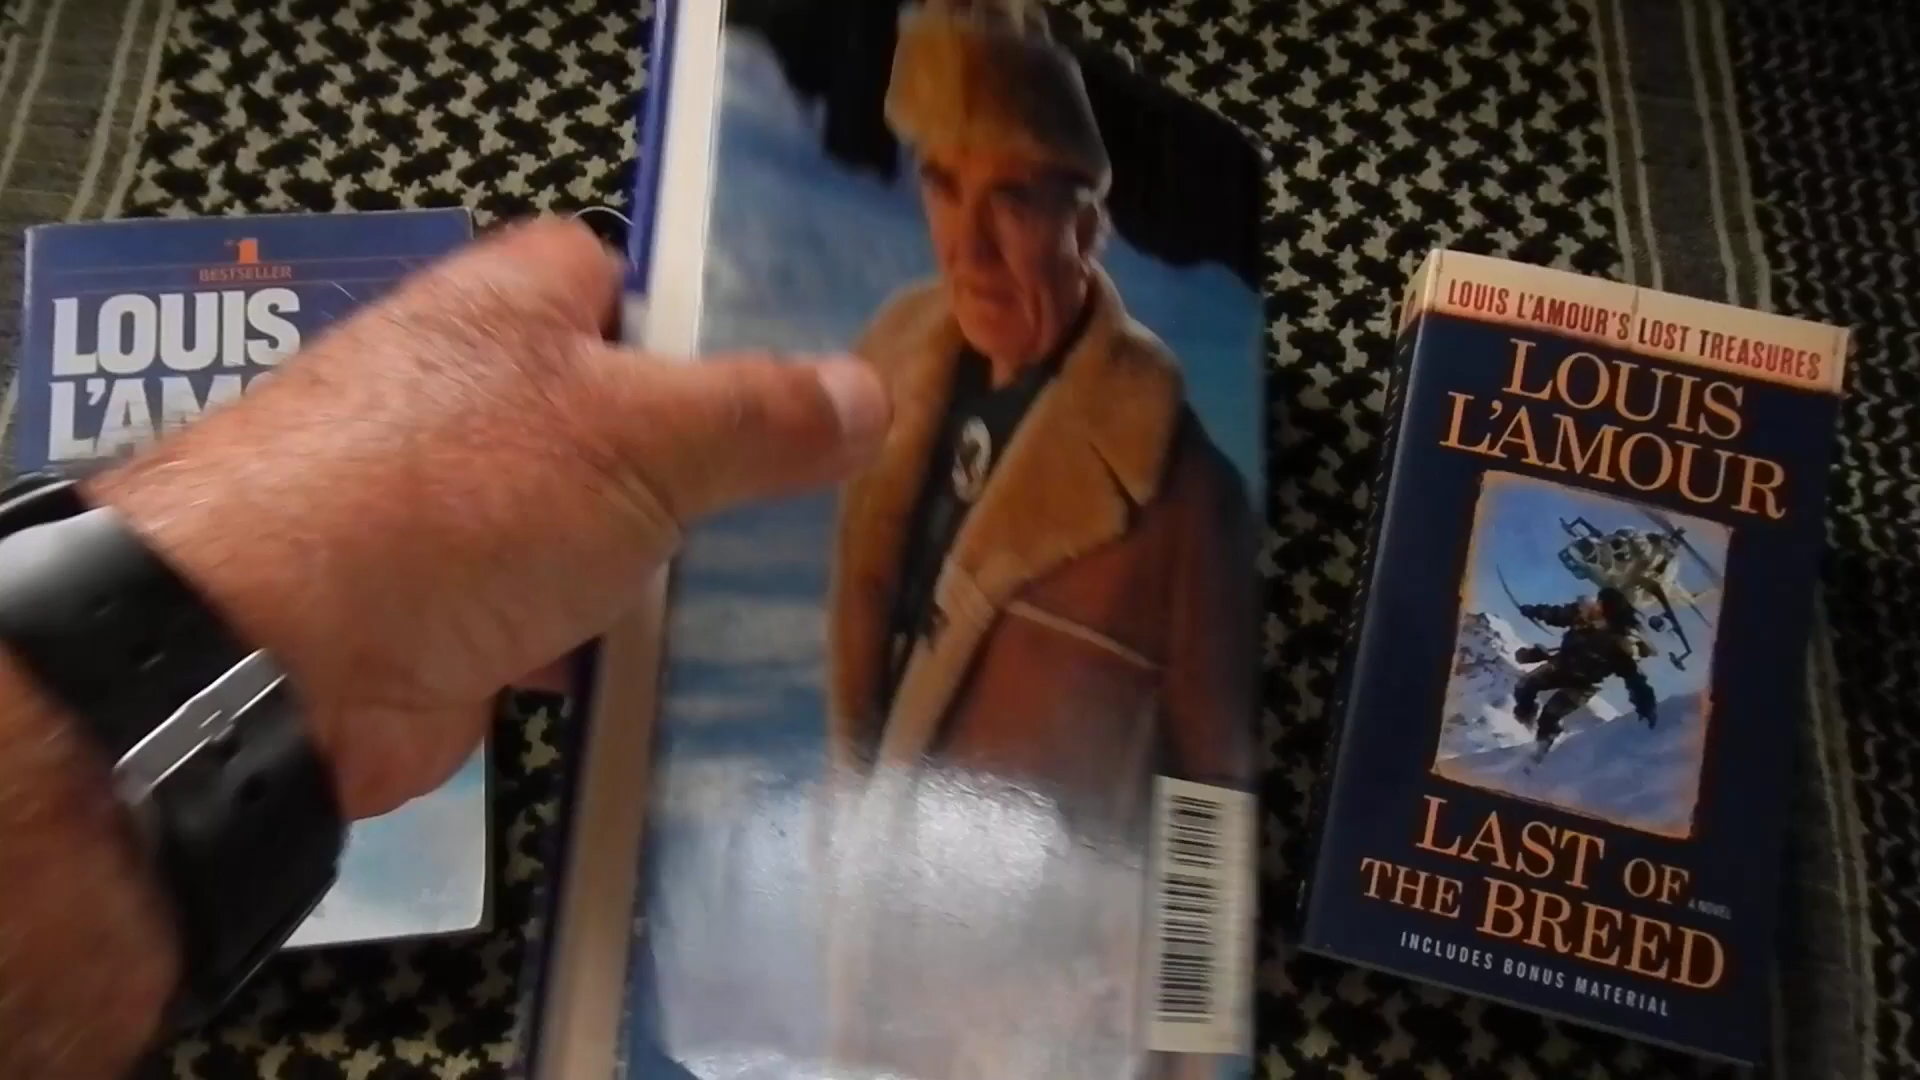 #1
BESTSELLER
LOUIS
L'AM
LOUIS L'AMOUR'S LOST TREASURES
LOUIS
L'AMOUR
LAST OF
THE BREED
A NOVEL
INCLUDES BONUS MATERIAL